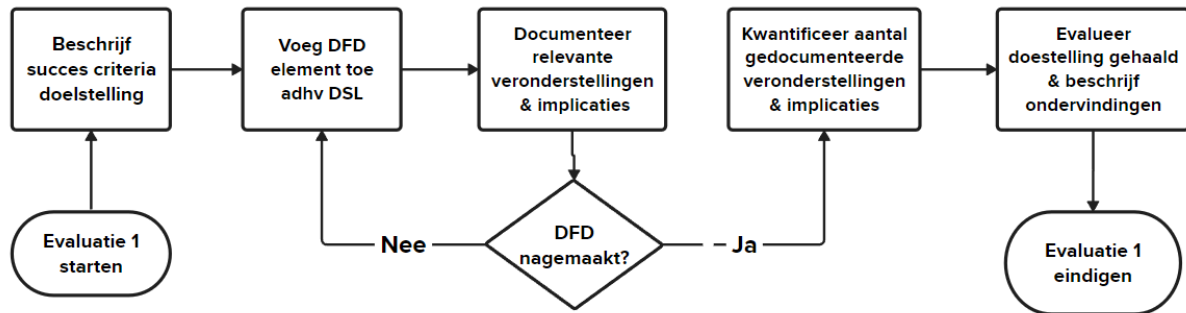 Beschrijf
succes criteria
doelstelling
Voeg DFD
element toe
adhv DSL
Documenteer
relevante
veronderstellingen
& implicaties
Kwantificeer aantal
gedocumenteerde
veronderstellingen
& implicaties
Evalueer
doestelling gehaald
& beschrijf
ondervindingen
Evaluatie 1
starten
Nee
DFD
nagemaakt?
Ja
Evaluatie 1
eindigen